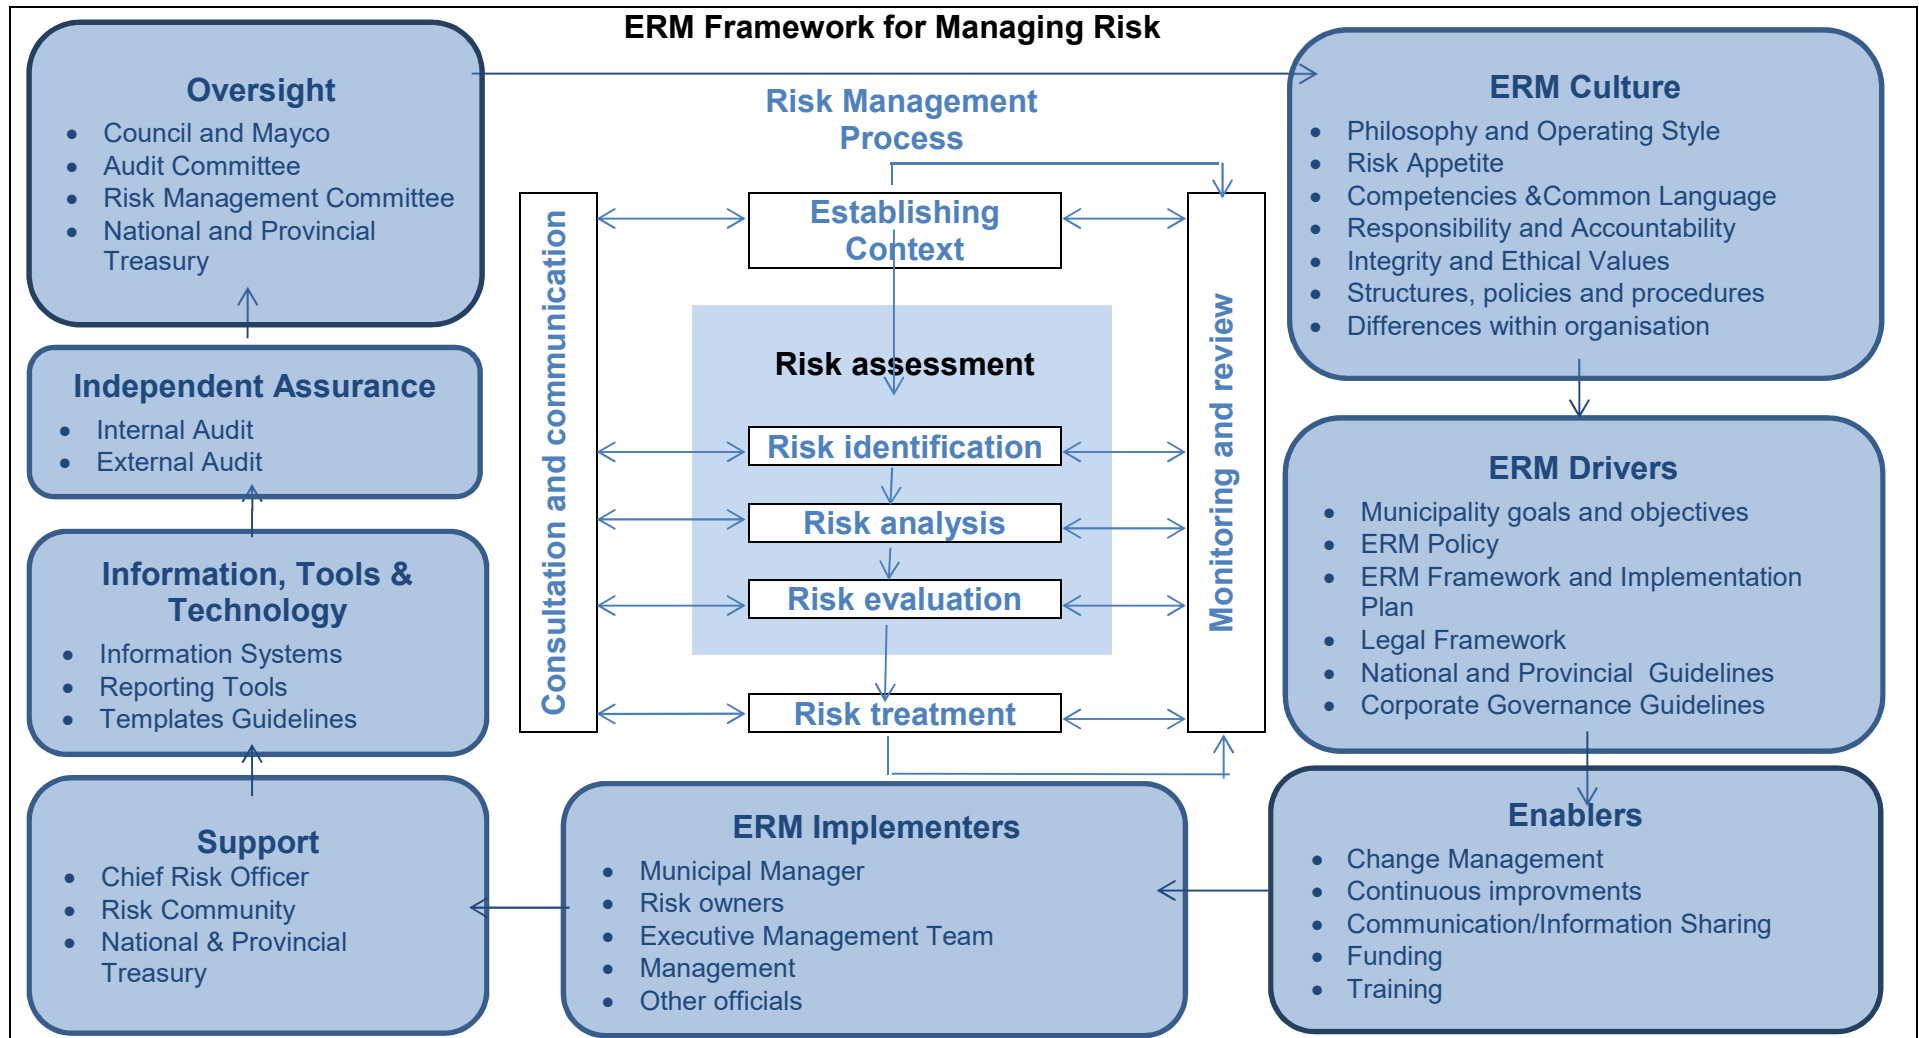 ERM Framework for Managing Risk
Oversight
• Council and Mayco
• Audit Committee
• Risk Management Committee
• National and Provincial
Treasury
Independent Assurance
• Internal Audit
• External Audit
Information, Tools &
Technology
• Information Systems
• Reporting Tools
• Templates Guidelines
Support
• Chief Risk Officer
• Risk Community
• National & Provincial
Treasury
Risk Management
Process
Consultation and communication
Establishing
Context
Risk assessment
Risk identification
Risk analysis
Risk evaluation
Risk treatment
Monitoring and review
ERM Implementers
• Municipal Manager
• Risk owners
• Executive Management Team
• Management
• Other officials
ERM Culture
• Philosophy and Operating Style
• Risk Appetite
• Competencies &Common Language
• Responsibility and Accountability
• Integrity and Ethical Values
• Structures, policies and procedures
• Differences within organisation
ERM Drivers
• Municipality goals and objectives
• ERM Policy
• ERM Framework and Implementation
Plan
• Legal Framework
• National and Provincial  Guidelines
• Corporate Governance Guidelines
Enablers
• Change Management
• Continuous improvments
• Communication/Information Sharing
• Funding
• Training